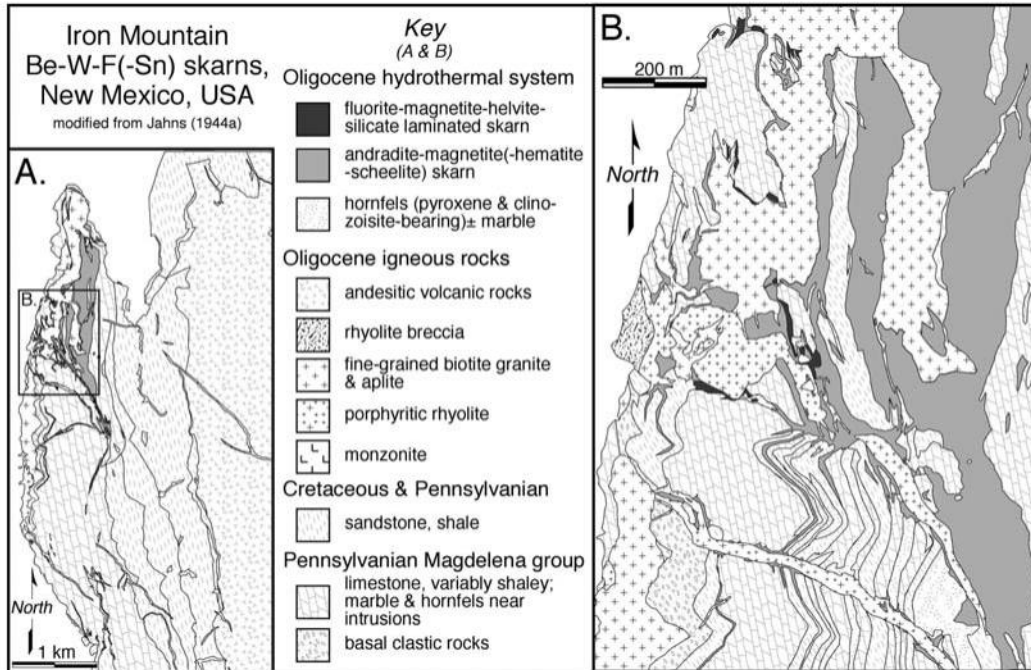 Iron Mountain
Be-W-F(-Sn) skarns,
New Mexico, USA
modified from Jahns (1944a)
A.
B.
North
1 km
Key
(A & B)
Oligocene hydrothermal system
fluorite-magnetite-helvite-
silicate laminated skarn
andradite-magnetite(-hematite
-scheelite) skarn
hornfels (pyroxene & clino-
zoisite-bearing)± marble
Oligocene igneous rocks
andesitic volcanic rocks
rhyolite breccia
fine-grained biotite granite
& aplite
porphyritic rhyolite
monzonite
Cretaceous & Pennsylvanian
sandstone, shale
Pennsylvanian Magdelena group
limestone, variably shaley;
marble & hornfels near
intrusions
basal clastic rocks
B.
200 m
North